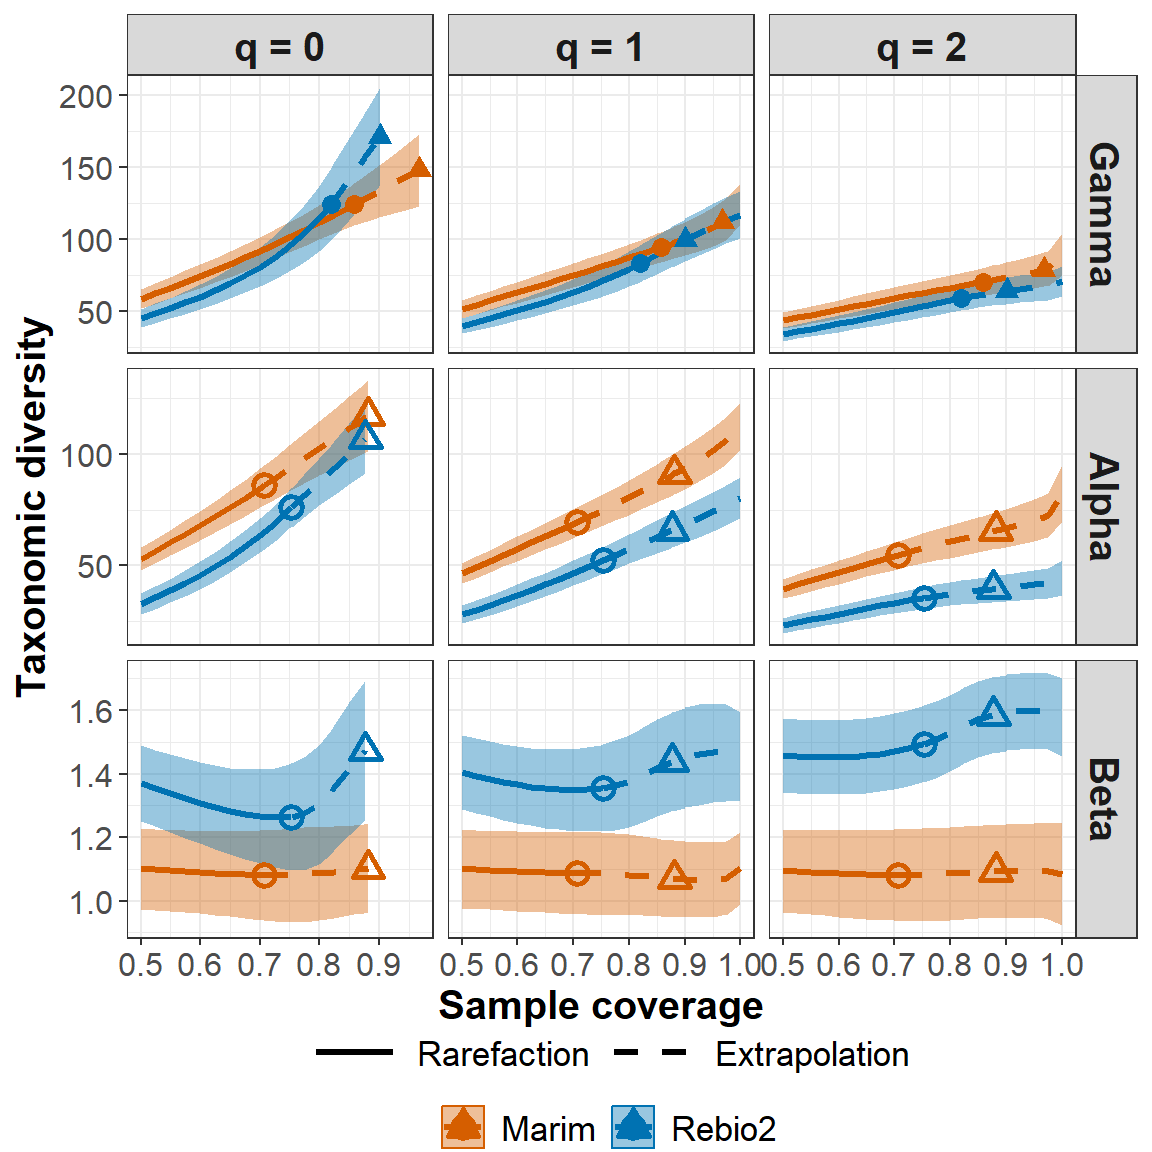 q = 0 q = 1 q = 2
200
150
100
50
Gamma
100
50
Alpha
1.6
1.4
1.2
1.0
Beta
Taxonomic diversity
0.5 0.6 0.7 0.8 0.9 0.5 0.6 0.7 0.8 0.9 1.0 0.5 0.6 0.7 0.8 0.9 1.0
Sample coverage
Rarefaction Extrapolation
Marim Rebio2